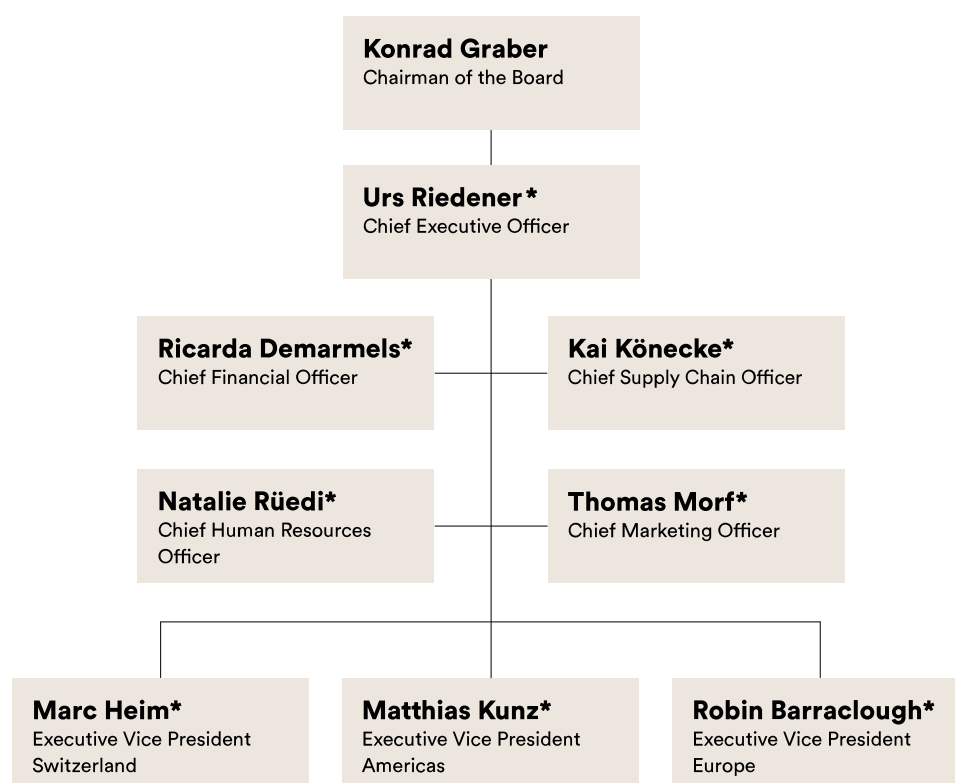 Konrad Graber
Chairman of the Board
Urs Riedener*
Chief Executive Officer
Ricarda Demarmels*
Chief Financial Officer
Kai Könecke*
Chief Supply Chain Officer
Natalie Rüedi*
Chief Human Resources
Officer
Thomas Morf*
Chief Marketing Officer
Marc Heim*
Executive Vice President
Switzerland
Matthias Kunz*
Executive Vice President
Americas
Robin Barraclough*
Executive Vice President
Europe